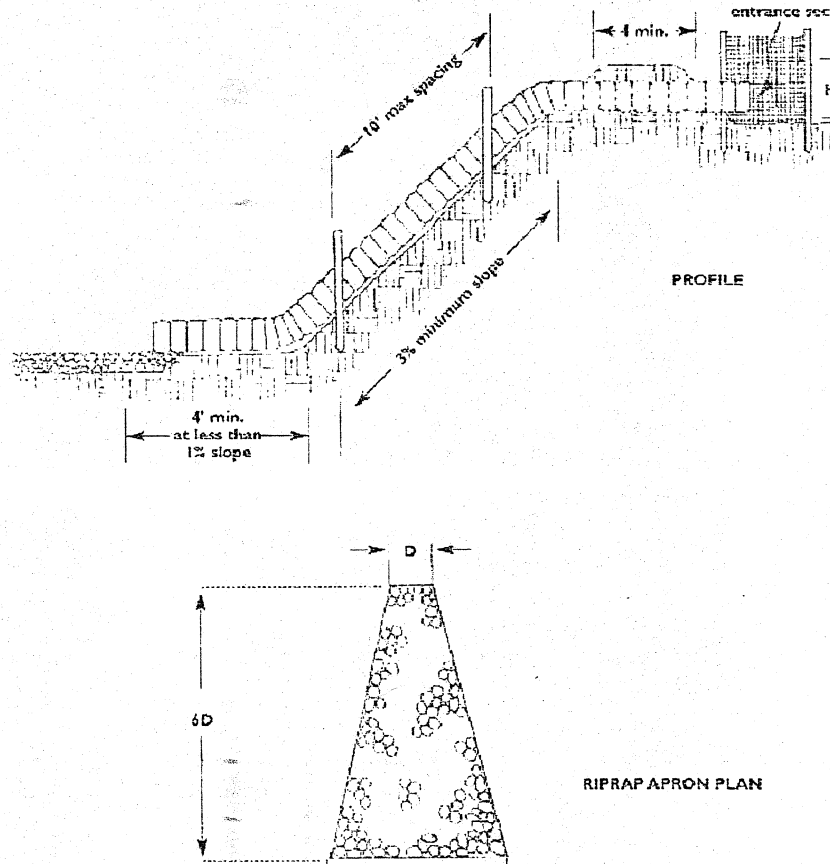 entrance sec
4 min.
10' max spacing
PROFILE
3% minimum slope
4' min.
at less than
1% slope
D
6D
RIPRAP APRON PLAN